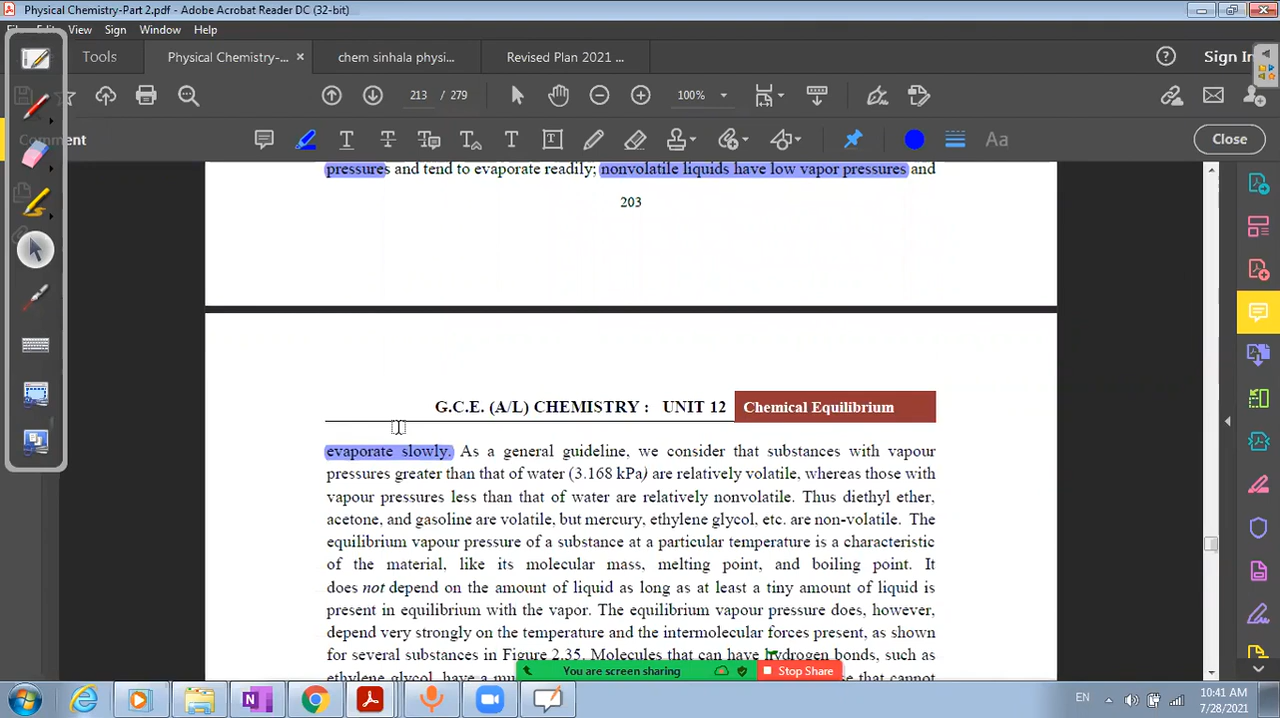 Physical Chemistry-Part 2.pdf - Adobe Acrobat Reader DC (32-bit)
View Sign Window Help
Tools Physical Chemistry-... × chem sinhala physi... Revised Plan 2021 ... Sign In
213 / 279 100%
Close
pressures and tend to evaporate readily; nonvolatile liquids have low vapor pressures and
203
G.C.E. (A/L) CHEMISTRY : UNIT 12 Chemical Equilibrium
evaporate slowly. As a general guideline, we consider that substances with vapour
pressures greater than that of water (3.168 kPa) are relatively volatile, whereas those with
vapour pressures less than that of water are relatively nonvolatile. Thus diethyl ether,
acetone, and gasoline are volatile, but mercury, ethylene glycol, etc. are non-volatile. The
equilibrium vapour pressure of a substance at a particular temperature is a characteristic
of the material, like its molecular mass, melting point, and boiling point. It
does not depend on the amount of liquid as long as at least a tiny amount of liquid is
present in equilibrium with the vapor. The equilibrium vapour pressure does, however,
depend very strongly on the temperature and the intermolecular forces present, as shown
for several substances in Figure 2.35. Molecules that can have hydrogen bonds, such as
ethylene glycol, have a that cannot
You are screen sharing Stop Share
EN 10:41 AM
7/28/2021